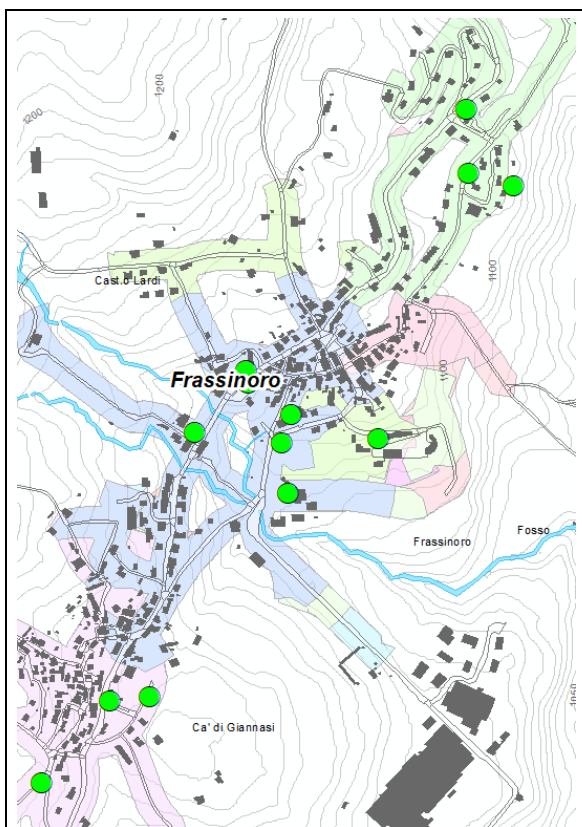 1200
1200
1100
Cast.o Lardi
Frassinoro
1100
Frassinoro
Fosso
1050
Ca' di Giannasi